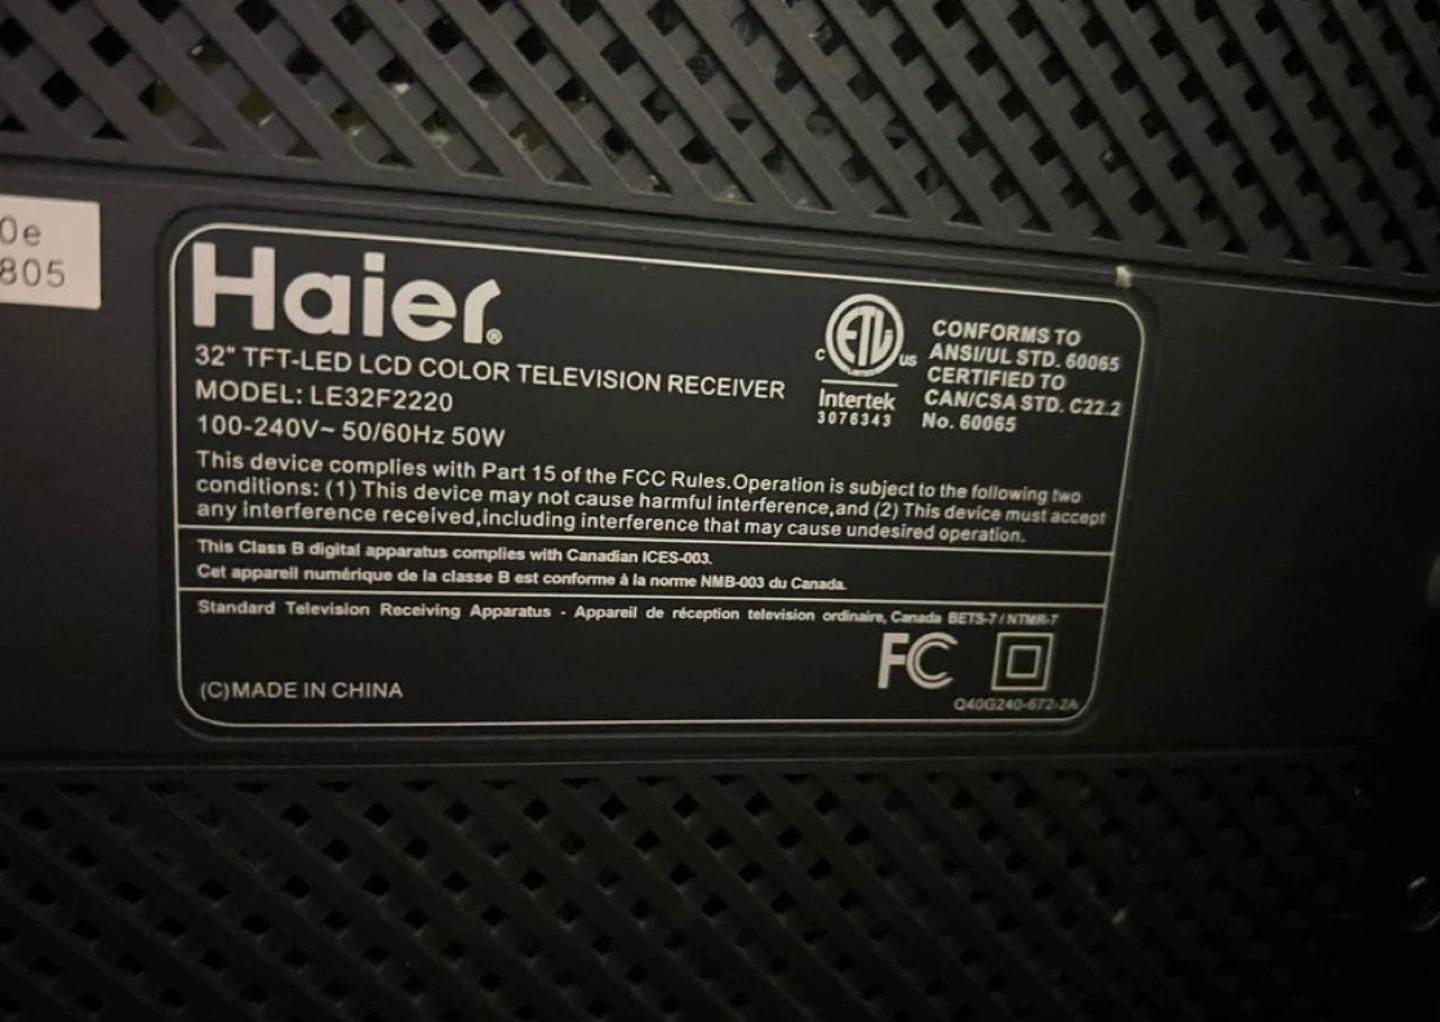 0e
805
Haier®
32" TFT-LED LCD COLOR TELEVISION RECEIVER
MODEL: LE32F2220
100-240V~ 50/60Hz 50W
C ETL US
Intertek
3076343
CONFORMS TO
ANSI/UL STD. 60065
CERTIFIED TO
CAN/CSA STD. C22.2
No. 60065
This device complies with Part 15 of the FCC Rules.Operation is subject to the following two
conditions: (1) This device may not cause harmful interference,and (2) This device must accept
any interference received,including interference that may cause undesired operation.
This Class B digital apparatus complies with Canadian ICES-003.
Cet appareil numérique de la classe B est conforme à la norme NMB-003 du Canada.
Standard Television Receiving Apparatus - Appareil de réception television ordinaire, Canada BETS-7 / NTMR-7
FC
(C)MADE IN CHINA
Q40G240-672-2A